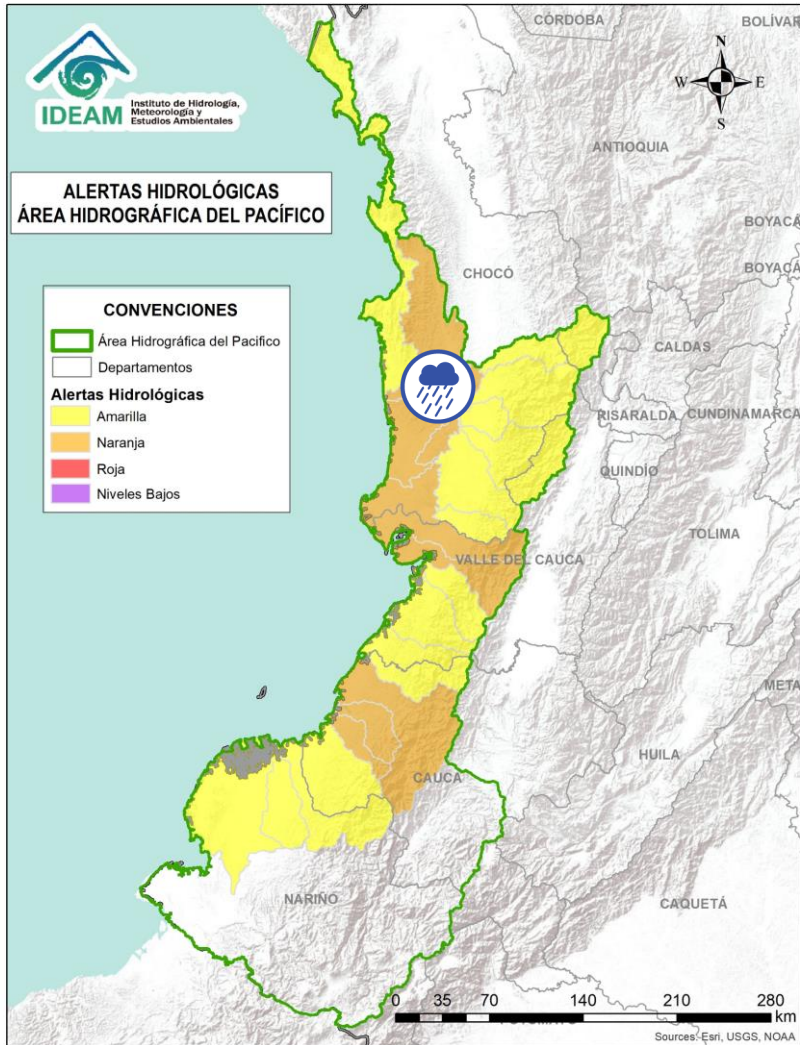 CÓRDOBA
BOLÍVAR
N
W
E
S
IDEAM
Instituto de Hidrología,
Meteorología y
Estudios Ambientales
ANTIOQUIA
ALERTAS HIDROLÓGICAS
ÁREA HIDROGRÁFICA DEL PACÍFICO
BOYACÁ
BOYACÁ
CHOCÓ
CONVENCIONES
Área Hidrográfica del Pacifico
Departamentos
Alertas Hidrológicas
Amarilla
Naranja
Roja
Niveles Bajos
CALDAS
RISARALDA
CUNDINAMARCA
QUINDÍO
TOLIMA
VALLE DEL CAUCA
META
HUILA
CAUCA
NARIÑO
CAQUETÁ
0 35 70 140 210 280
km
Sources: Esri, USGS, NOAA